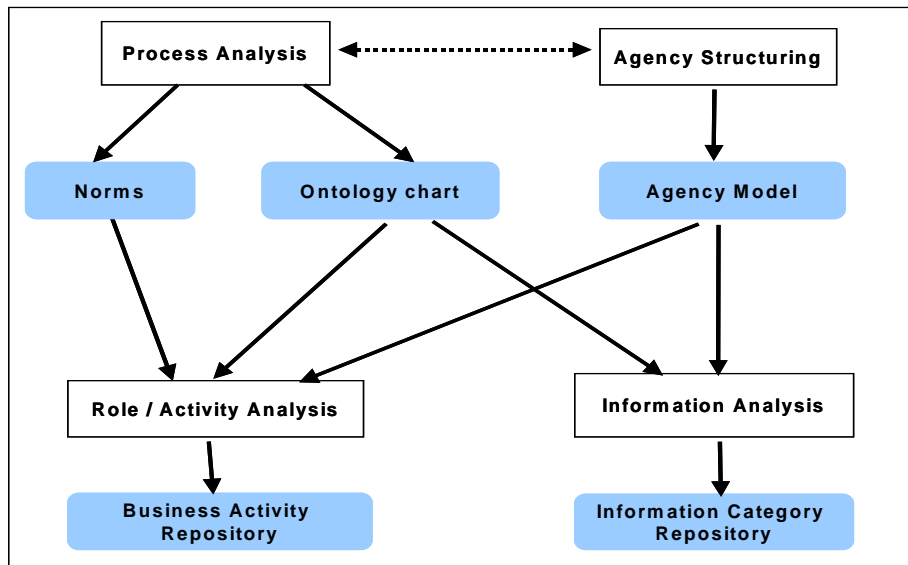 Process Analysis
Agency Structuring
Norms
Ontology chart
Agency Model
Role / Activity Analysis
Information Analysis
Business Activity
Repository
Information Category
Repository